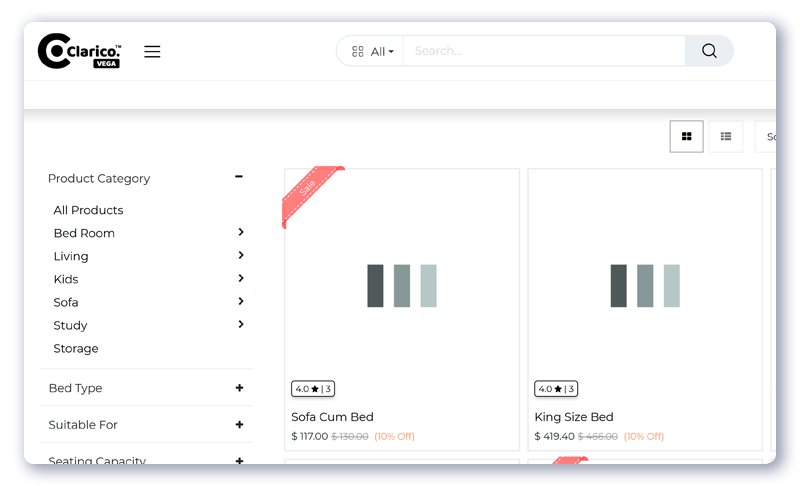 Clarico.™
VEGA
All
Search...
Product Category
All Products
Bed Room
Living
Kids
Sofa
Study
Storage
Bed Type
Suitable For
Seating Capacity
Sale
4.0 ★ | 3
Sofa Cum Bed
$ 117.00 $ 130.00 (10% Off)
4.0 ★ | 3
King Size Bed
$ 419.40 $ 466.00 (10% Off)